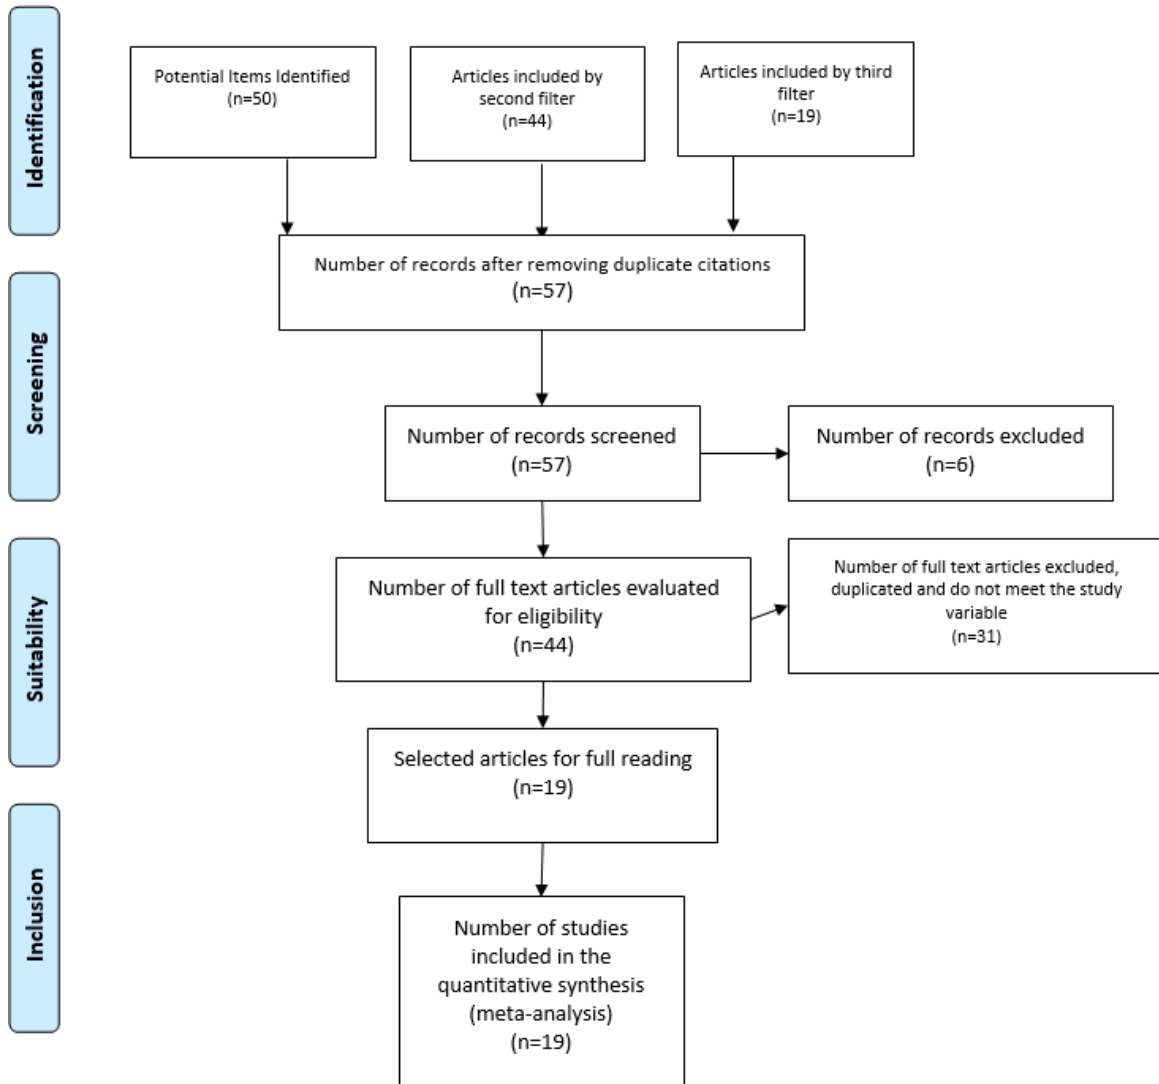 Identification
Potential Items Identified
(n=50)
Articles included by
second filter
(n=44)
Articles included by third
filter
(n=19)
Number of records after removing duplicate citations
(n=57)
Screening
Number of records screened
(n=57)
Number of records excluded
(n=6)
Suitability
Number of full text articles evaluated
for eligibility
(n=44)
Number of full text articles excluded,
duplicated and do not meet the study
variable
(n=31)
Selected articles for full reading
(n=19)
Inclusion
Number of studies
included in the
quantitative synthesis
(meta-analysis)
(n=19)